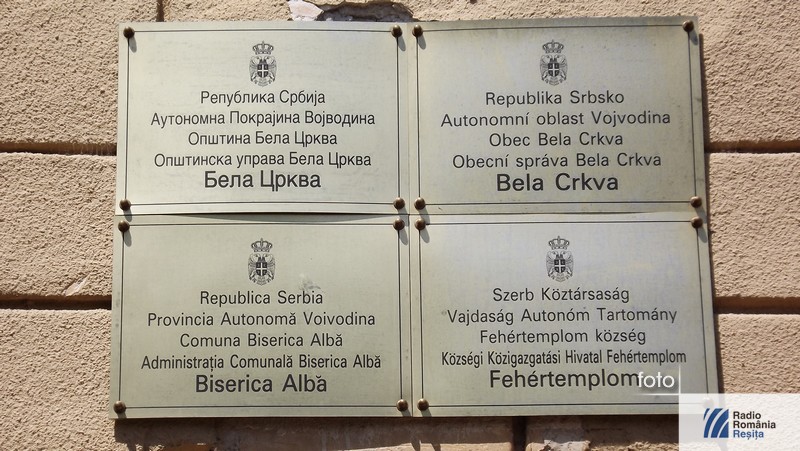 Република Србија
Аутономна Покрајина Војводина
Општина Бела Црква
Општинска управа Бела Црква
Бела Црква
Republika Srbsko
Autonomní oblast Vojvodina
Obec Bela Crkva
Obecní správa Bela Crkva
Bela Crkva
Republica Serbia
Provincia Autonomă Voivodina
Comuna Biserica Albă
Administraţia Comunală Biserica Albă
Biserica Albă
Szerb Köztársaság
Vajdaság Autonóm Tartomány
Fehértemplom község
Községi Közigazgatási Hivatal Fehértemplom
Fehértemplom
foto
Radio
România
Reșița